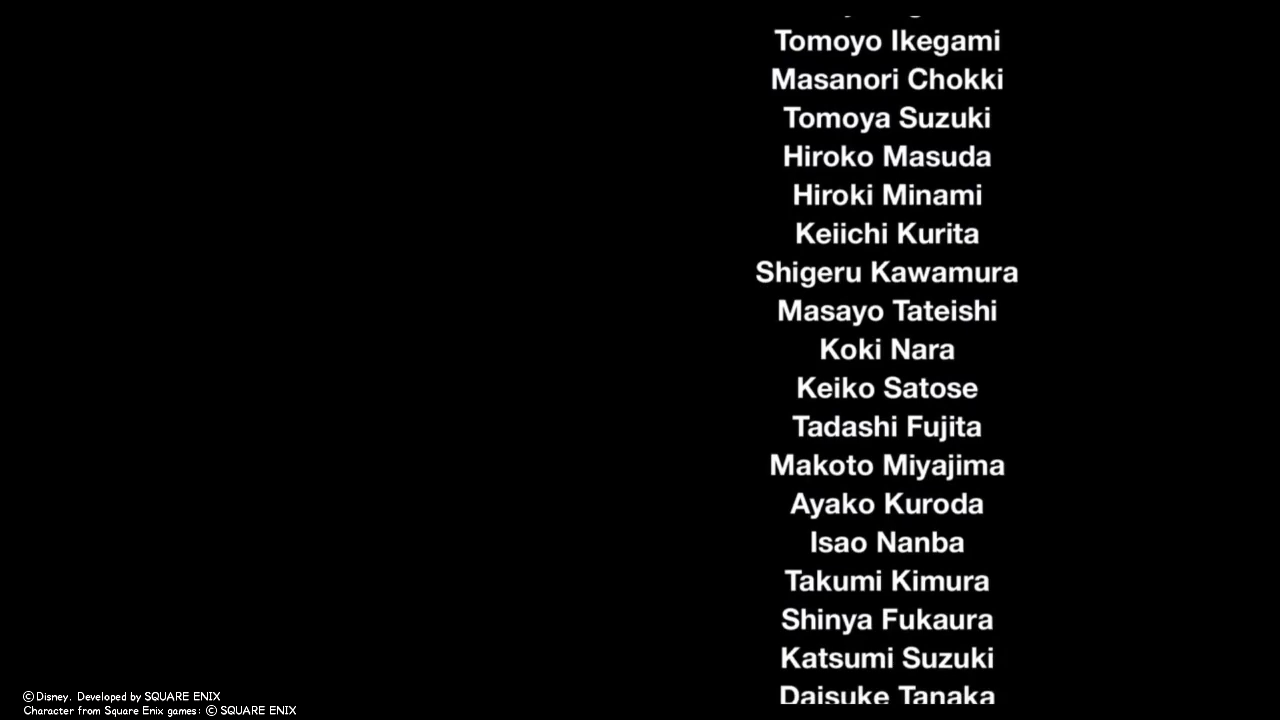 Tomoyo Ikegami
Masanori Chokki
Tomoya Suzuki
Hiroko Masuda
Hiroki Minami
Keiichi Kurita
Shigeru Kawamura
Masayo Tateishi
Koki Nara
Keiko Satose
Tadashi Fujita
Makoto Miyajima
Ayako Kuroda
Isao Nanba
Takumi Kimura
Shinya Fukaura
Katsumi Suzuki
Daisuke Tanaka
©Disney. Developed by SQUARE ENIX
Character from Square Enix games: © SQUARE ENIX